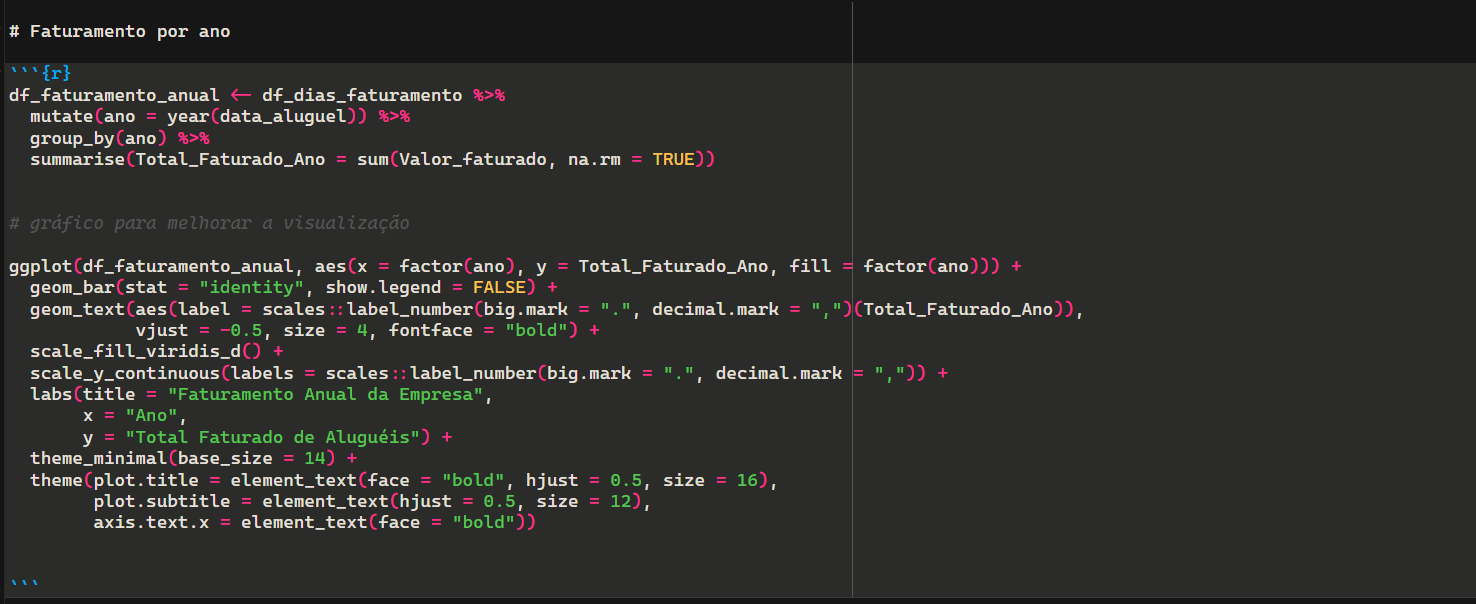 # Faturamento por ano
```{r}
df_faturamento_anual <- df_dias_faturamento %>%
  mutate(ano = year(data_aluguel)) %>%
  group_by(ano) %>%
  summarise(Total_Faturado_Ano = sum(Valor_faturado, na.rm = TRUE))
# gráfico para melhorar a visualização
ggplot(df_faturamento_anual, aes(x = factor(ano), y = Total_Faturado_Ano, fill = factor(ano))) +
  geom_bar(stat = "identity", show.legend = FALSE) +
  geom_text(aes(label = scales::label_number(big.mark = ".", decimal.mark = ",")(Total_Faturado_Ano)),
            vjust = -0.5, size = 4, fontface = "bold") +
  scale_fill_viridis_d() +
  scale_y_continuous(labels = scales::label_number(big.mark = ".", decimal.mark = ",")) +
  labs(title = "Faturamento Anual da Empresa",
       x = "Ano",
       y = "Total Faturado de Aluguéis") +
  theme_minimal(base_size = 14) +
  theme(plot.title = element_text(face = "bold", hjust = 0.5, size = 16),
        plot.subtitle = element_text(hjust = 0.5, size = 12),
        axis.text.x = element_text(face = "bold"))
```